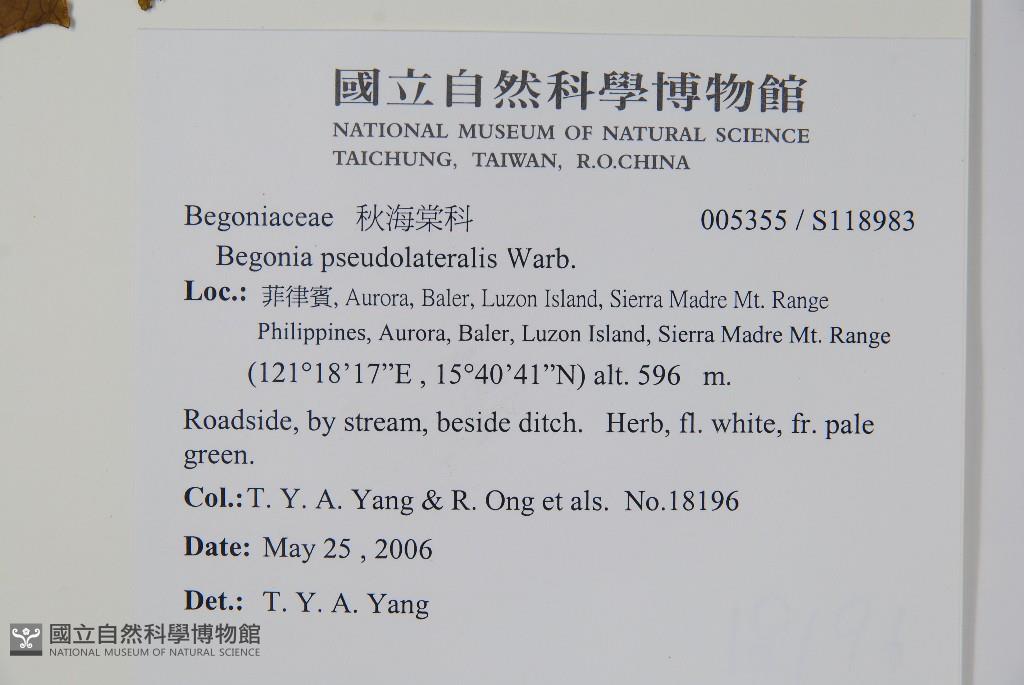 國立自然科學博物館
NATIONAL MUSEUM OF NATURAL SCIENCE
TAICHUNG, TAIWAN, R.O.CHINA
Begoniaceae 秋海棠科 005355 / S118983
Begonia pseudolateralis Warb.
Loc.: 菲律賓, Aurora, Baler, Luzon Island, Sierra Madre Mt. Range
Philippines, Aurora, Baler, Luzon Island, Sierra Madre Mt. Range
(121°18’17”E , 15°40’41”N) alt. 596 m.
Roadside, by stream, beside ditch. Herb, fl. white, fr. pale
green.
Col.: T. Y. A. Yang & R. Ong et als. No.18196
Date: May 25 , 2006
Det.: T. Y. A. Yang
國立自然科學博物館
NATIONAL MUSEUM OF NATURAL SCIENCE